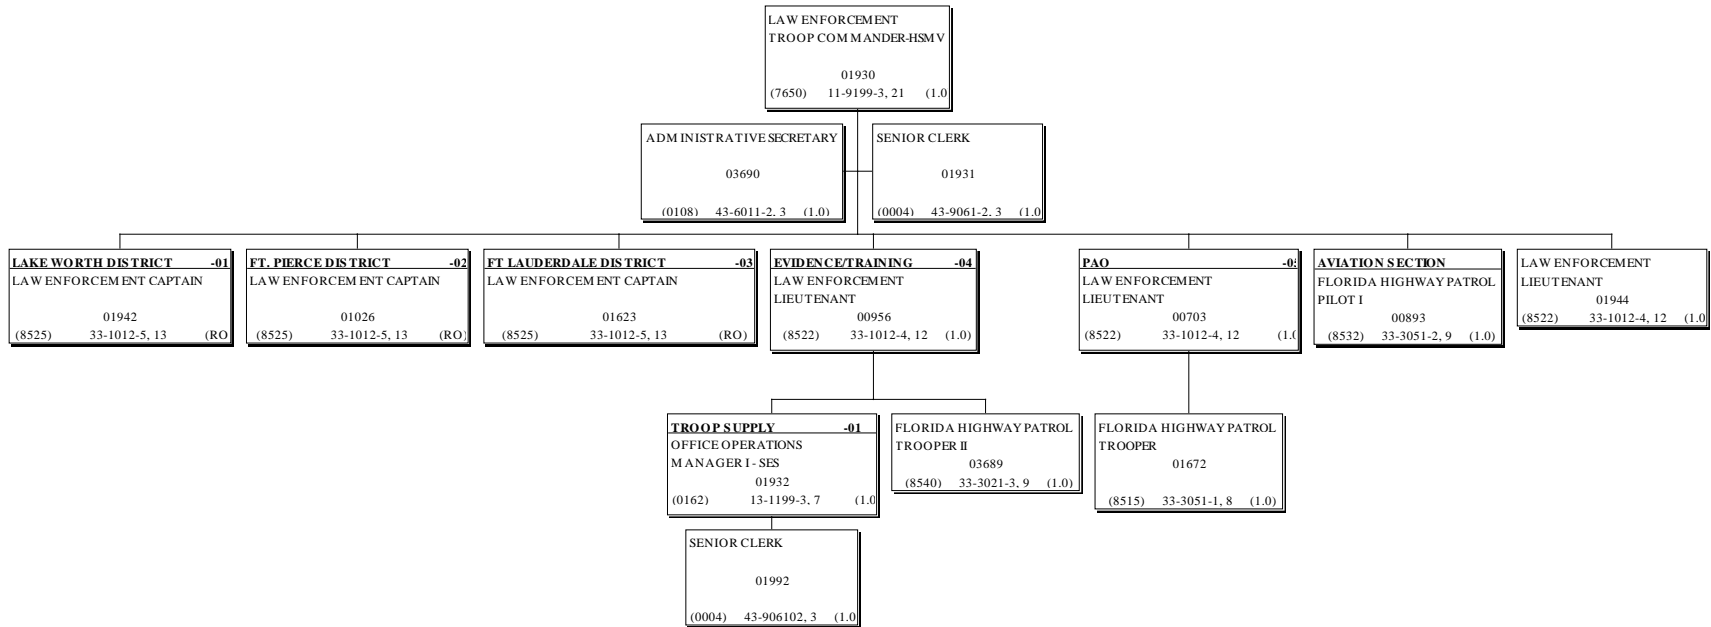 LAW ENFORCEMENT
TROOP COMMANDER-HSMV
01930
(7650) 11-9199-3, 21 (1.0
ADMINISTRATIVE SECRETARY
03690
(0108) 43-6011-2, 3 (1.0)
SENIOR CLERK
01931
(0004) 43-9061-2, 3 (1.0
LAKE WORTH DISTRICT -01
LAW ENFORCEMENT CAPTAIN
01942
(8525) 33-1012-5, 13 (RO
FT. PIERCE DISTRICT -02
LAW ENFORCEMENT CAPTAIN
01026
(8525) 33-1012-5, 13 (RO)
FT LAUDERDALE DISTRICT -03
LAW ENFORCEMENT CAPTAIN
01623
(8525) 33-1012-5, 13 (RO)
EVIDENCE/TRAINING -04
LAW ENFORCEMENT
LIEUTENANT
00956
(8522) 33-1012-4, 12 (1.0)
PAO
LAW ENFORCEMENT
LIEUTENANT
00703
(8522) 33-1012-4, 12 (1.0
AVIATION SECTION
FLORIDA HIGHWAY PATROL
PILOT I
00893
(8532) 33-3051-2, 9 (1.0)
LAW ENFORCEMENT
LIEUTENANT
01944
(8522) 33-1012-4, 12 (1.0
TROOP SUPPLY -01
OFFICE OPERATIONS
MANAGER I - SES
01932
(0162) 13-1199-3, 7 (1.0
FLORIDA HIGHWAY PATROL
TROOPER II
03689
(8540) 33-3021-3, 9 (1.0)
FLORIDA HIGHWAY PATROL
TROOPER
01672
(8515) 33-3051-1, 8 (1.0)
SENIOR CLERK
01992
(0004) 43-906102, 3 (1.0